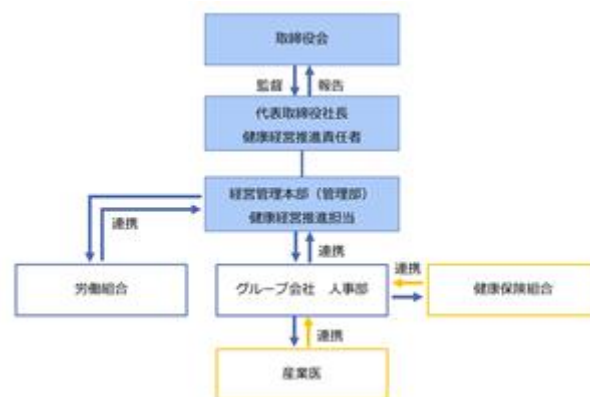 取締役会
監督
報告
代表取締役社長
健康経営推進責任者
経営管理本部（管理部）
健康経営推進担当
連携
連携
連携
労働組合
グループ会社　人事部
健康保険組合
連携
産業医